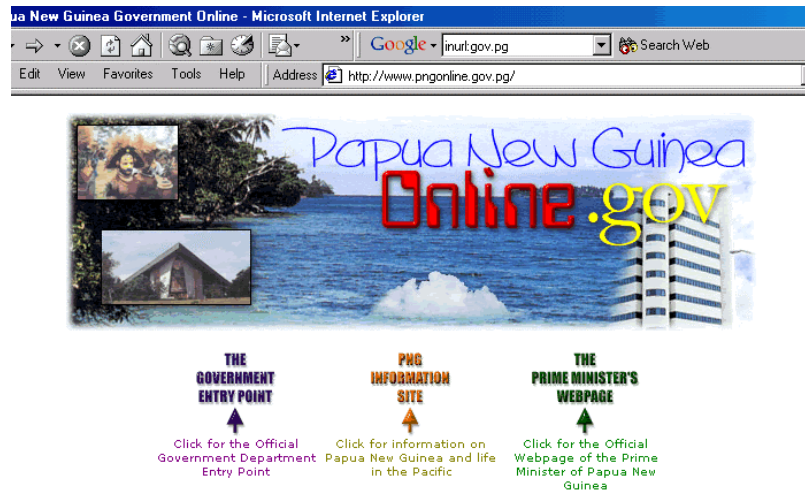 ua New Guinea Government Online - Microsoft Internet Explorer
» Google inurl:gov.pg Search Web
Edit View Favorites Tools Help Address http://www.pngonline.gov.pg/
Papua New Guinea
Online.gov
THE
GOVERNMENT
ENTRY POINT
Click for the Official
Government Department
Entry Point
PNG
INFORMATION
SITE
Click for information on
Papua New Guinea and life
in the Pacific
THE
PRIME MINISTER'S
WEBPAGE
Click for the Official
Webpage of the Prime
Minister of Papua New
Guinea